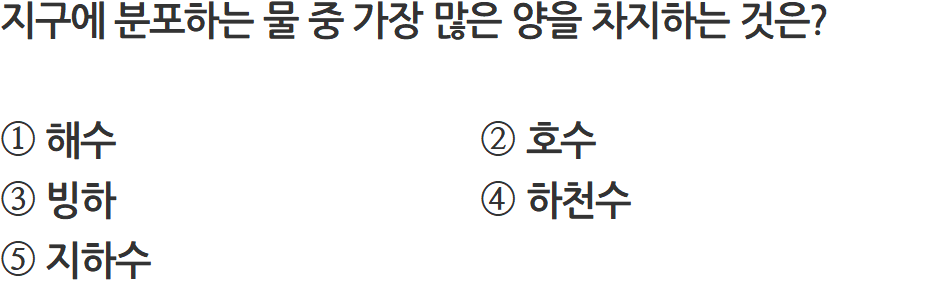 지구에 분포하는 물 중 가장 많은 양을 차지하는 것은?
① 해수 ② 호수
③ 빙하 ④ 하천수
⑤ 지하수